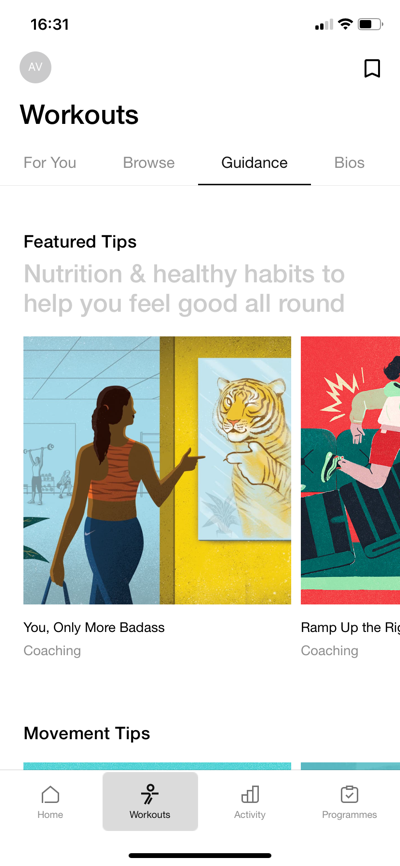 16:31
AV
Workouts
For You
Browse
Guidance
Bios
Featured Tips
Nutrition & healthy habits to
help you feel good all round
You, Only More Badass
Coaching
Ramp Up the Rig
Coaching
Movement Tips
Home
Workouts
Activity
Programmes